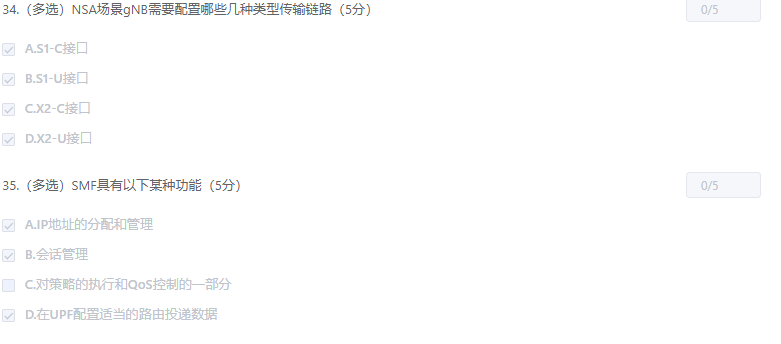 34.（多选）NSA场景gNB需要配置哪些几种类型传输链路（5分）
0/5
A.S1-C接口
B.S1-U接口
C.X2-C接口
D.X2-U接口
35.（多选）SMF具有以下某种功能（5分）
0/5
A.IP地址的分配和管理
B.会话管理
C.对策略的执行和QoS控制的一部分
D.在UPF配置适当的路由投递数据